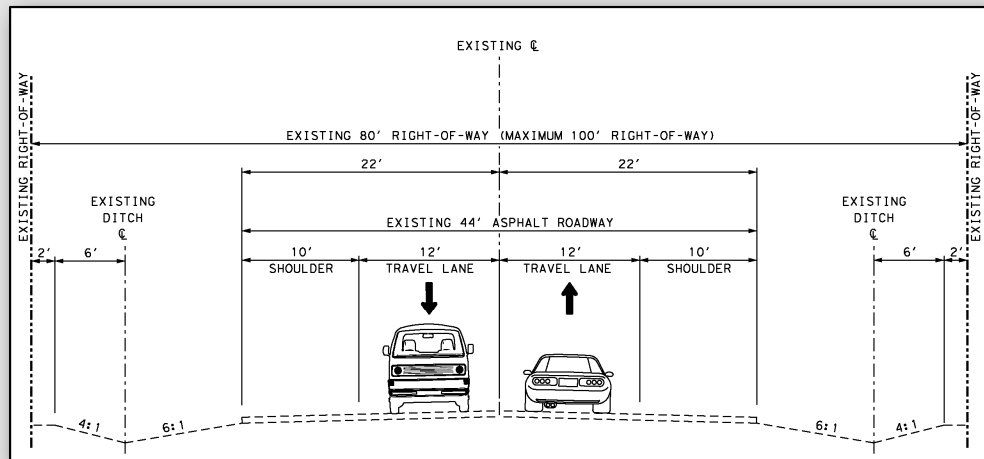 EXISTING ℄
EXISTING RIGHT-OF-WAY
EXISTING RIGHT-OF-WAY
EXISTING 80' RIGHT-OF-WAY (MAXIMUM 100' RIGHT-OF-WAY)
22' 22'
EXISTING
DITCH
℄
EXISTING
DITCH
℄
EXISTING 44' ASPHALT ROADWAY
2' 6' 10' 12' 12' 10' 6' 2'
SHOULDER TRAVEL LANE TRAVEL LANE SHOULDER
4:1 6:1 6:1 4:1